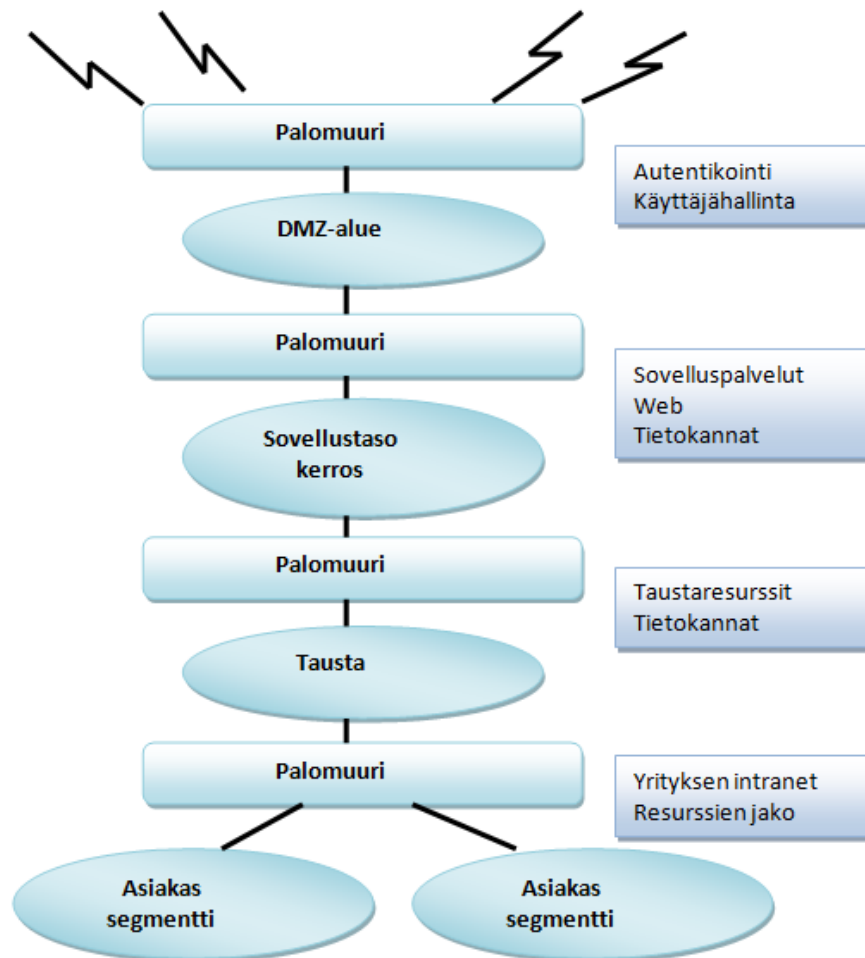 Palomuuri
Autentikointi
Käyttäjähallinta
DMZ-alue
Palomuuri
Sovelluspalvelut
Web
Tietokannat
Sovellustaso
kerros
Palomuuri
Taustaresurssit
Tietokannat
Tausta
Palomuuri
Yrityksen intranet
Resurssien jako
Asiakas
segmentti
Asiakas
segmentti